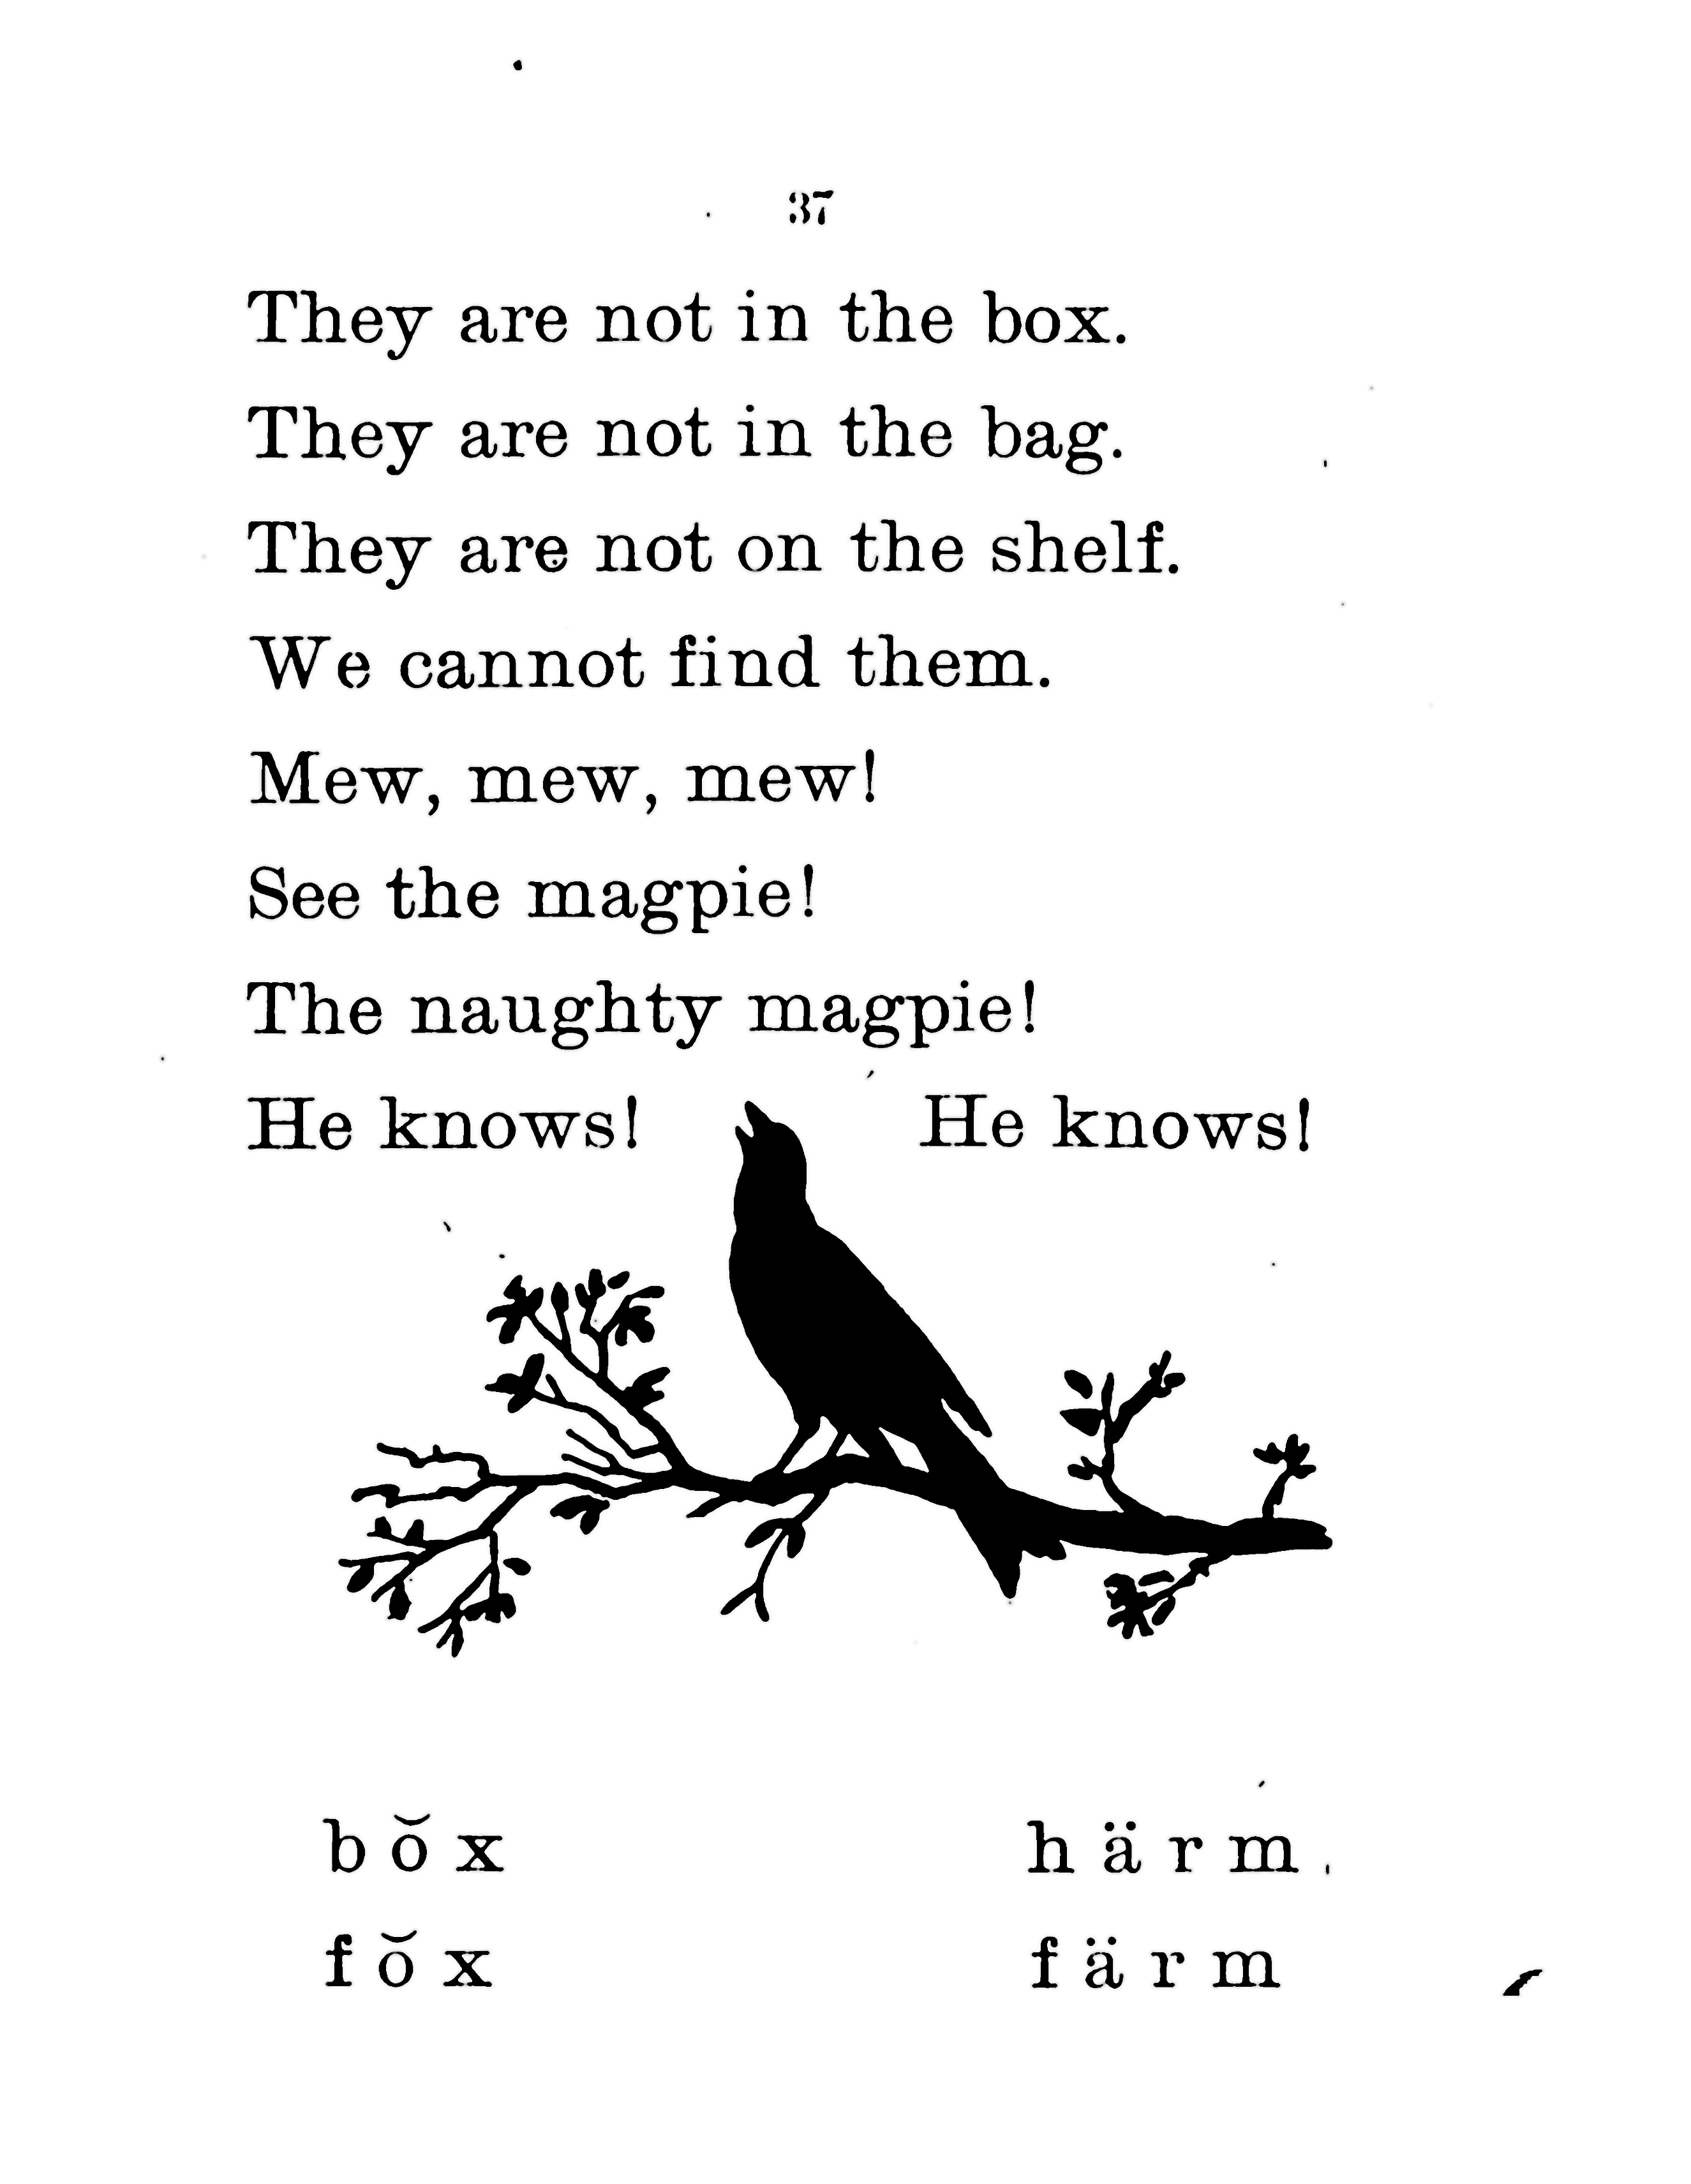 37
They are not in the box.
They are not in the bag.
They are not on the shelf.
We cannot find them.
Mew, mew, mew!
See the magpie!
The naughty magpie!
He knows! He knows!
b ŏ x h ä r m
f ŏ x f ä r m